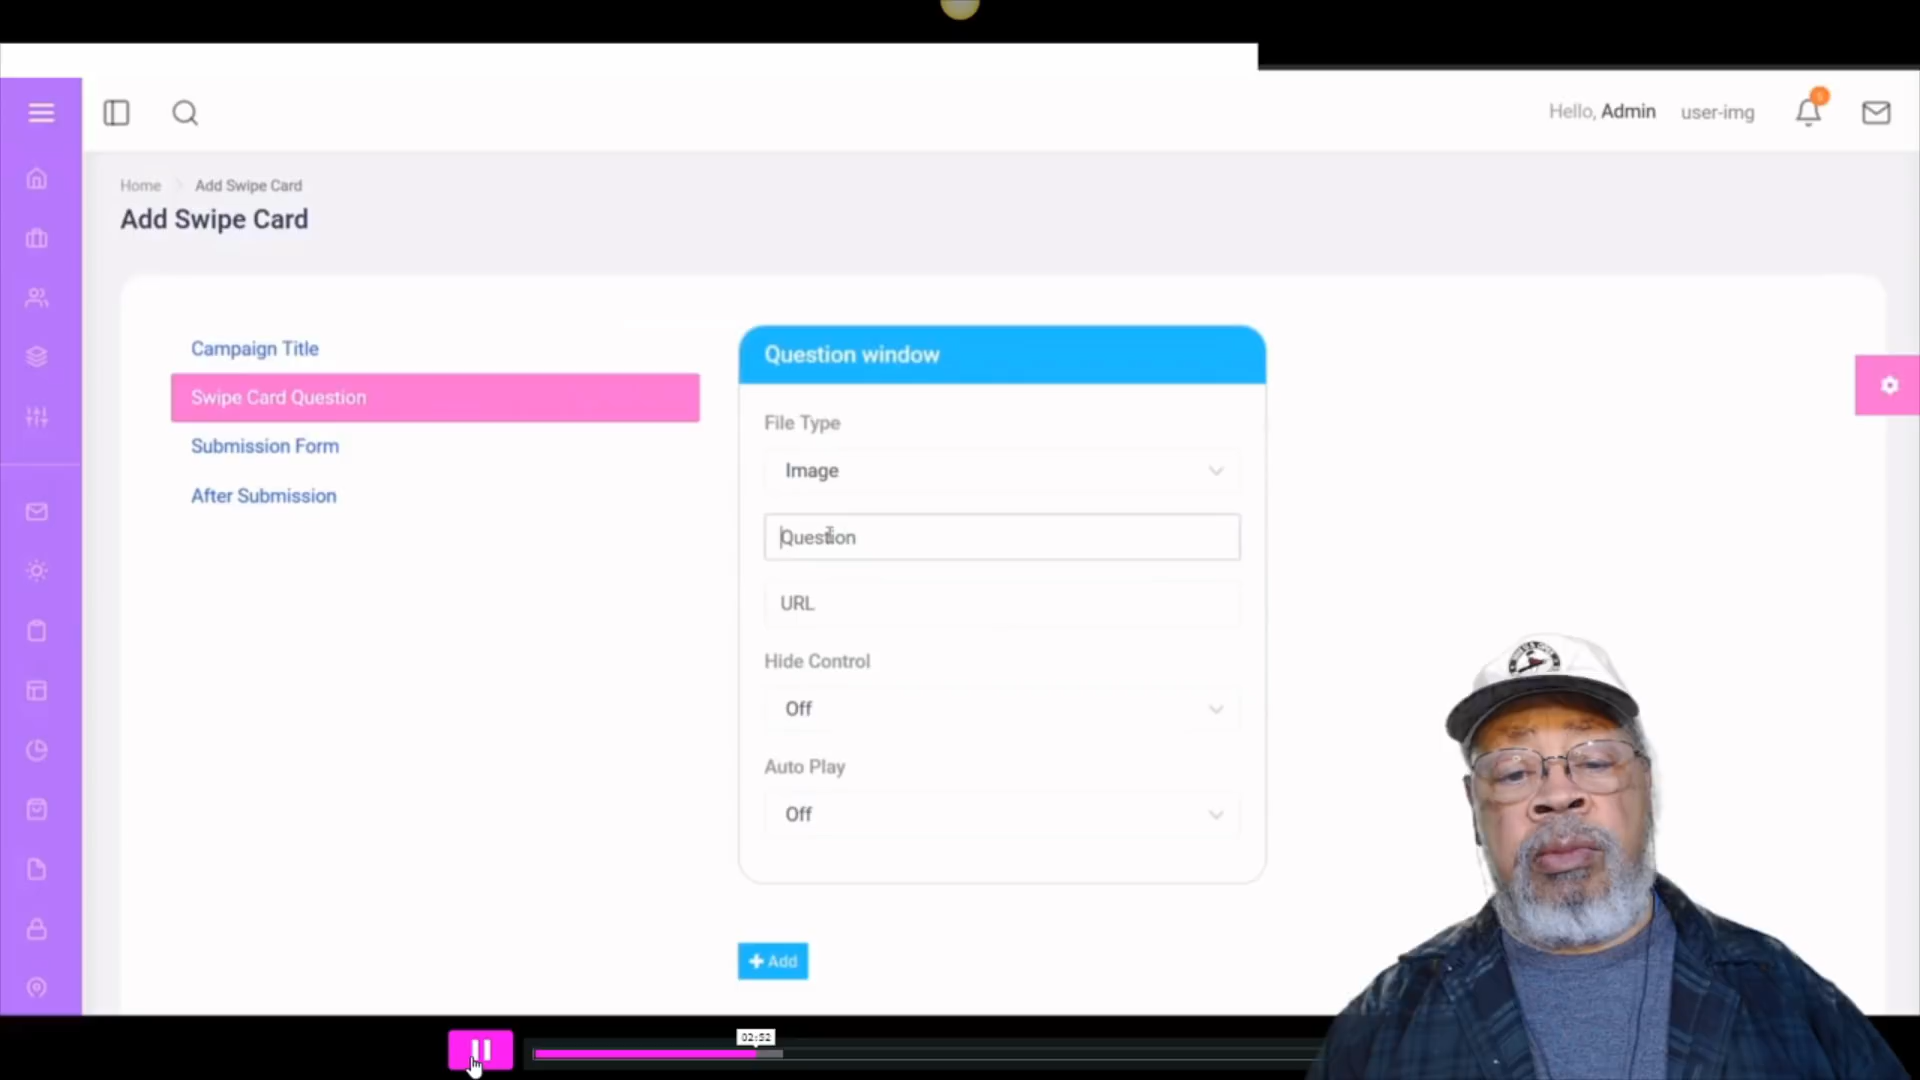 Hello, Admin
user-img
Home
Add Swipe Card
Add Swipe Card
Campaign Title
Swipe Card Question
Submission Form
After Submission
Question window
File Type
Image
Question
URL
Hide Control
Off
Auto Play
Off
+ Add
02:52